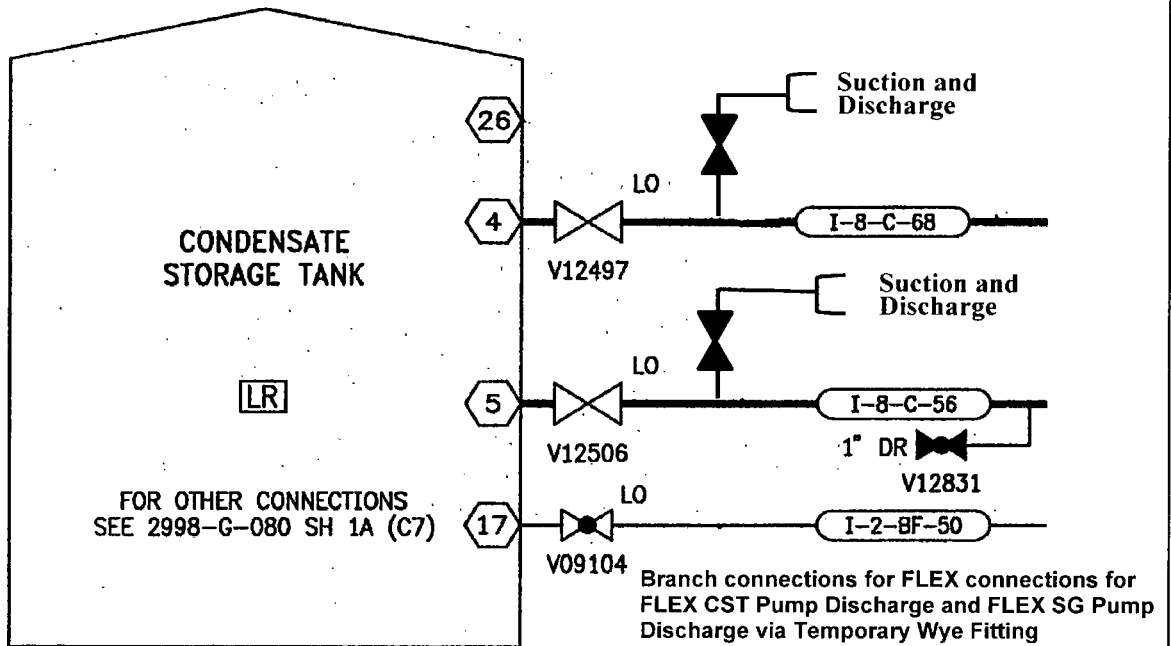 Suction and
Discharge
26
LO
4
I-8-C-68
CONDENSATE
STORAGE TANK
V12497
Suction and
Discharge
LO
LR
5
I-8-C-56
1" DR
V12506
V12831
FOR OTHER CONNECTIONS
SEE 2998-G-080 SH 1A (C7)
LO
17
I-2-BF-50
V09104
Branch connections for FLEX connections for
FLEX CST Pump Discharge and FLEX SG Pump
Discharge via Temporary Wye Fitting